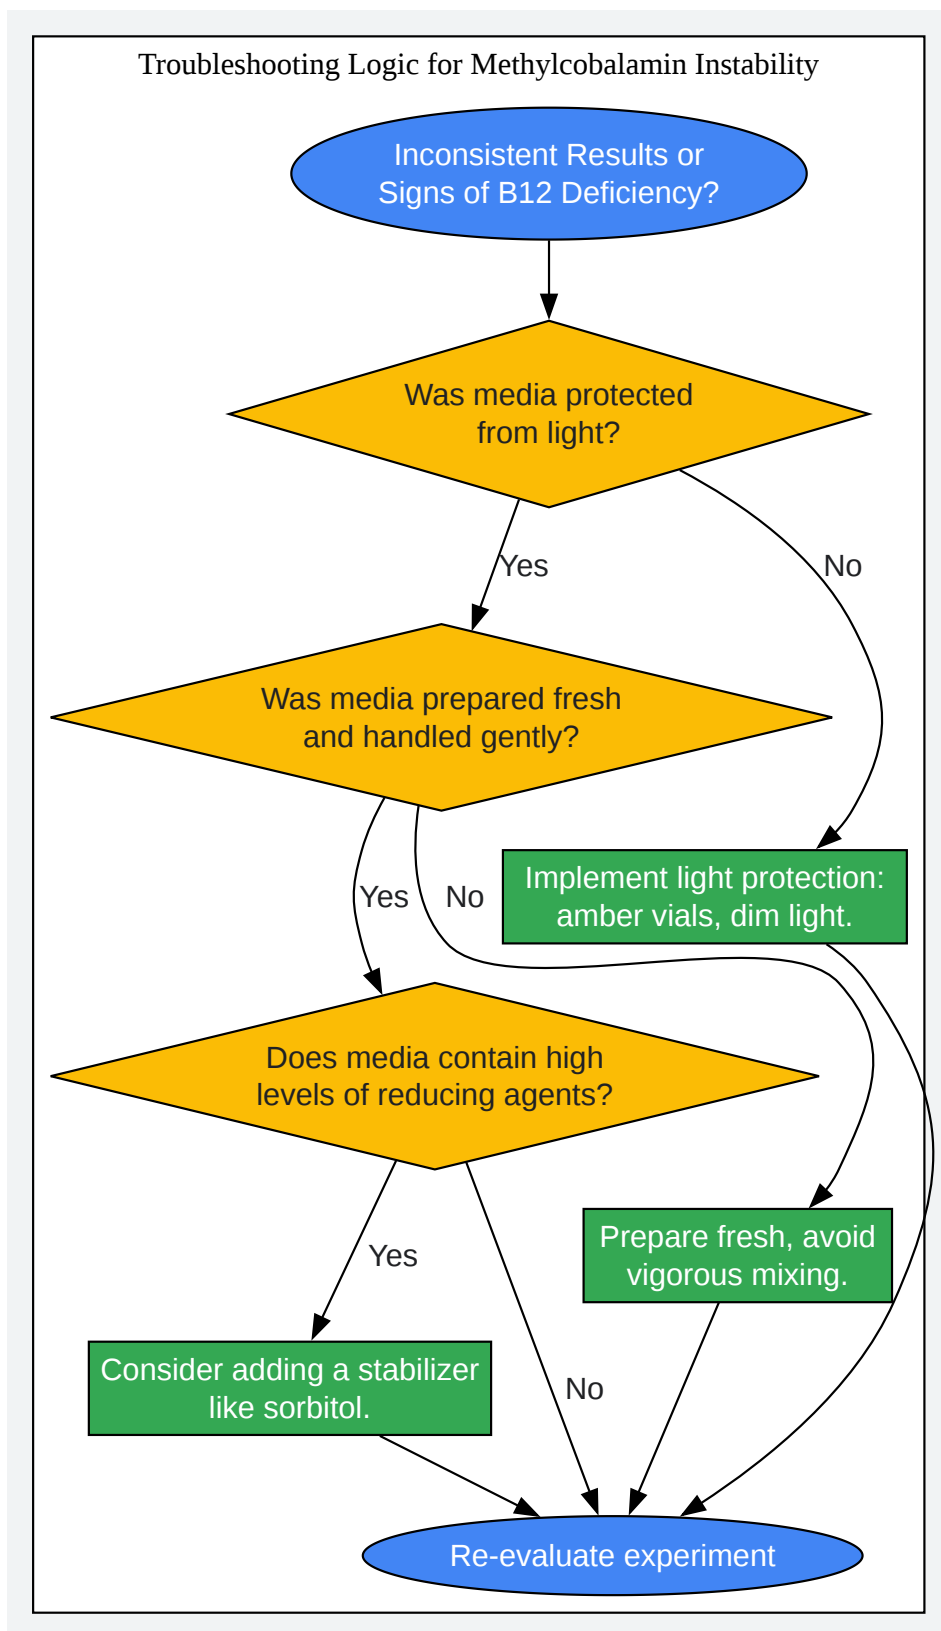 Troubleshooting Logic for Methylcobalamin Instability
Inconsistent Results or
Signs of B12 Deficiency?
Was media protected
from light?
Yes
No
Was media prepared fresh
and handled gently?
Implement light protection:
amber vials, dim light.
Yes
No
Does media contain high
levels of reducing agents?
Prepare fresh, avoid
vigorous mixing.
Yes
Consider adding a stabilizer
like sorbitol.
No
Re-evaluate experiment